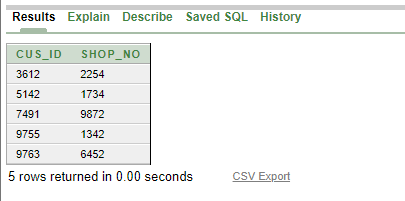 Results Explain Describe Saved SQL History
CUS_ID SHOP_NO
3612 2254
5142 1734
7491 9872
9755 1342
9763 6452
5 rows returned in 0.00 seconds CSV Export